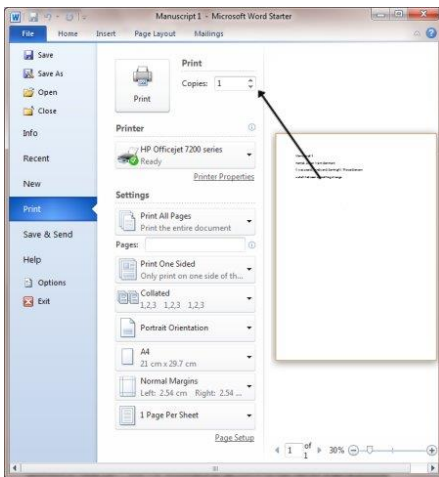 Manuscript1 - Microsoft Word Starter
File Home Insert Page Layout Mailings
Save
Save As
Open
Close
Info
Recent
New
Print
Save & Send
Help
Options
Exit
Print
Print
Copies: 1
Printer
HP Officejet 7200 series
Ready
Printer Properties
Settings
Print All Pages
Print the entire document
Pages:
Print One Sided
Only print on one side of th...
Collated
1,2,3 1,2,3 1,2,3
Portrait Orientation
A4
21 cm x 29.7 cm
Normal Margins
Left: 2.54 cm Right: 2.54 ...
1 Page Per Sheet
Page Setup
1 of 1
30%